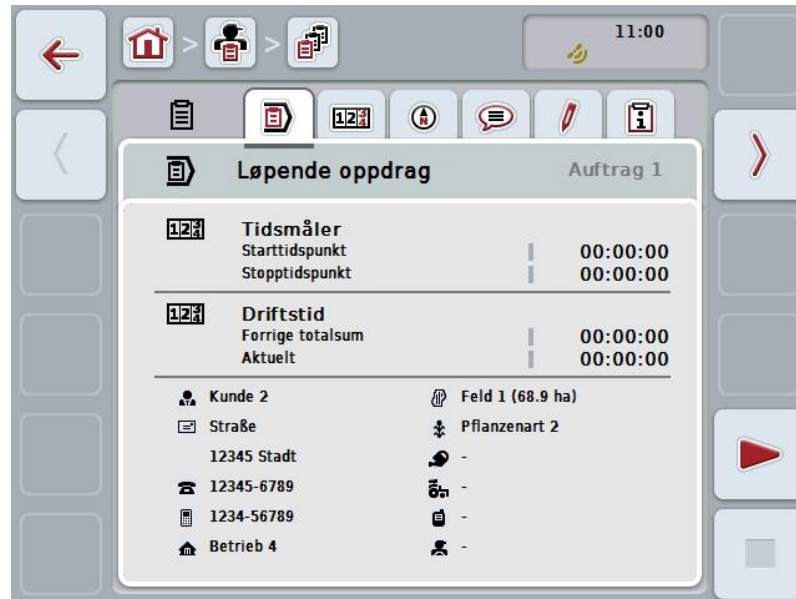 11:00
Løpende oppdrag Auftrag 1
Tidsmåler
Starttidspunkt 00:00:00
Stopptidspunkt 00:00:00
Driftstid
Forrige totalsum 00:00:00
Aktuelt 00:00:00
Kunde 2 Feld 1 (68.9 ha)
Straße Pflanzenart 2
12345 Stadt -
12345-6789 -
1234-56789 -
Betrieb 4 -